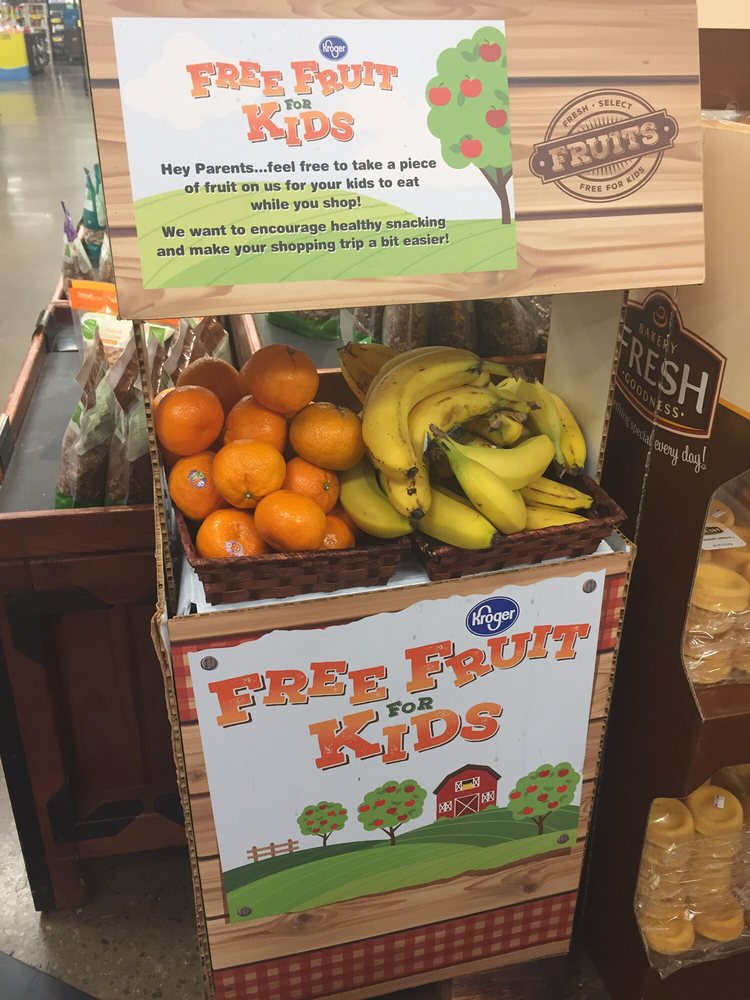 Kroger
FREE FRUIT
FOR
KIDS
Hey Parents...feel free to take a piece
of fruit on us for your kids to eat
while you shop!
We want to encourage healthy snacking
and make your shopping trip a bit easier!
FRESH • SELECT
FRUITS
FREE FOR KIDS
BAKERY
FRESH
GOODNESS
special every day!
Kroger
FREE FRUIT
FOR
KIDS